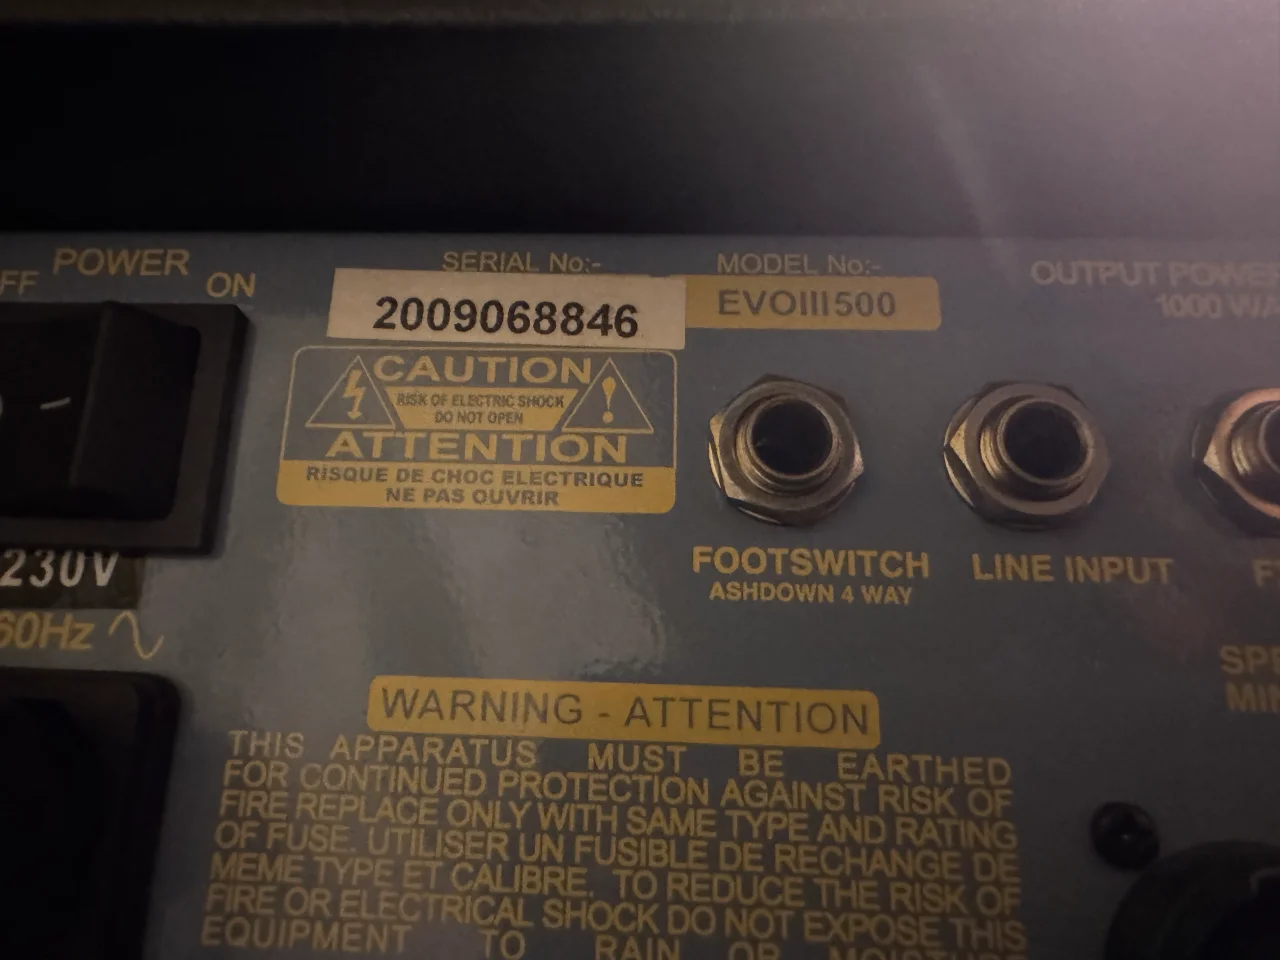 POWER
ON
SERIAL No:-
MODEL No:-
OUTPUT POWER
2009068846
EVOIII500
1000
CAUTION
RISK OF ELECTRIC SHOCK
DO NOT OPEN
ATTENTION
RISQUE DE CHOC ELECTRIQUE
NE PAS OUVRIR
230V
60Hz
FOOTSWITCH
ASHDOWN 4 WAY
LINE INPUT
WARNING - ATTENTION
THIS APPARATUS MUST BE EARTHED
FOR CONTINUED PROTECTION AGAINST RISK OF
FIRE REPLACE ONLY WITH SAME TYPE AND RATING
OF FUSE. UTILISER UN FUSIBLE DE RECHANGE DE
MEME TYPE ET CALIBRE. TO REDUCE THE RISK OF
FIRE OR ELECTRICAL SHOCK DO NOT EXPOSE THIS
EQUIPMENT TO RAIN OR MOISTURE